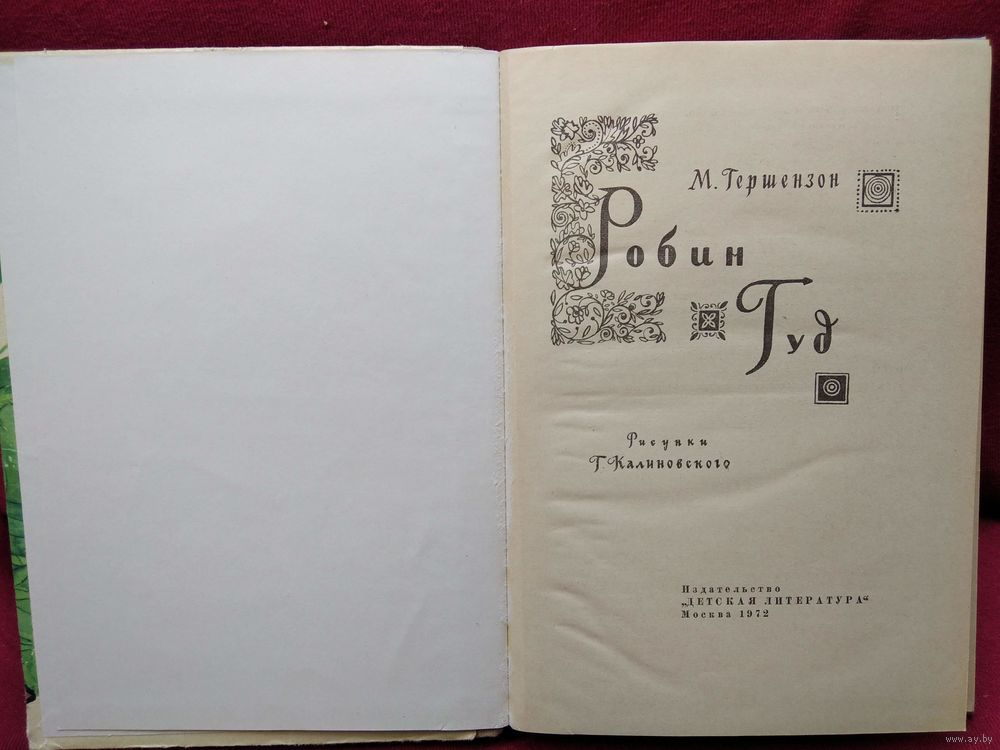 М. Гершензон
Робин
Гуд
Рисунки
Г. Калиновского
Издательство
„ДЕТСКАЯ ЛИТЕРАТУРА“
Москва 1972
www.ay.by